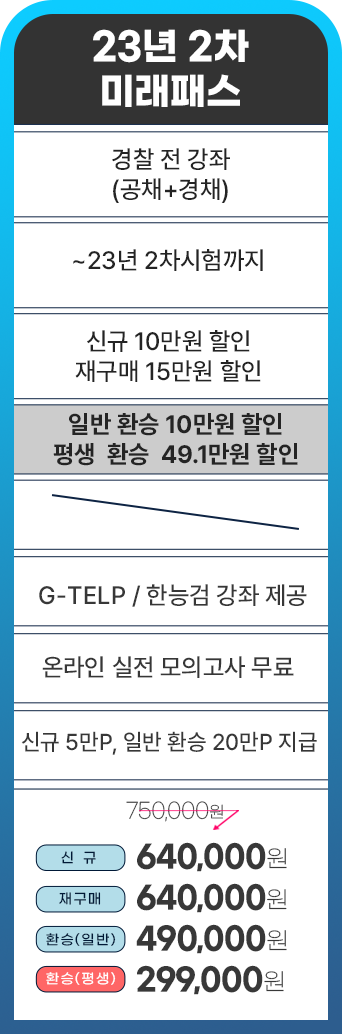 23년 2차
미래패스
경찰 전 강좌
(공채+경채)
~23년 2차시험까지
신규 10만원 할인
재구매 15만원 할인
일반 환승 10만원 할인
평생 환승 49.1만원 할인
G-TELP / 한능검 강좌 제공
온라인 실전 모의고사 무료
신규 5만P, 일반 환승 20만P 지급
750,000원
신 규 640,000원
재구매 640,000원
환승(일반) 490,000원
환승(평생) 299,000원